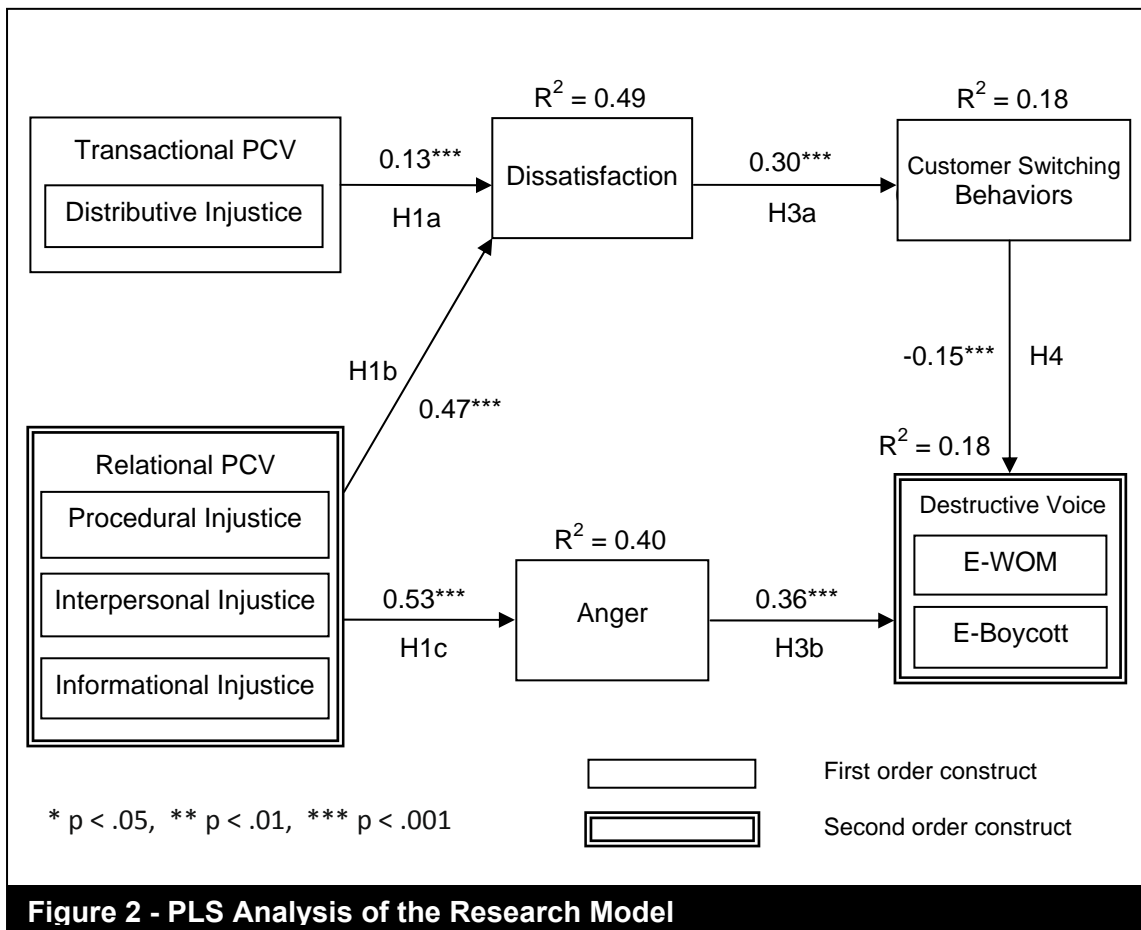 R² = 0.49
R² = 0.18
Transactional PCV
Distributive Injustice
0.13***
H1a
Dissatisfaction
0.30***
H3a
Customer Switching
Behaviors
H1b
0.47***
-0.15***
H4
R² = 0.18
Relational PCV
Procedural Injustice
Interpersonal Injustice
Informational Injustice
0.53***
H1c
R² = 0.40
Anger
0.36***
H3b
Destructive Voice
E-WOM
E-Boycott
First order construct
Second order construct
* p < .05, ** p < .01, *** p < .001
Figure 2 - PLS Analysis of the Research Model